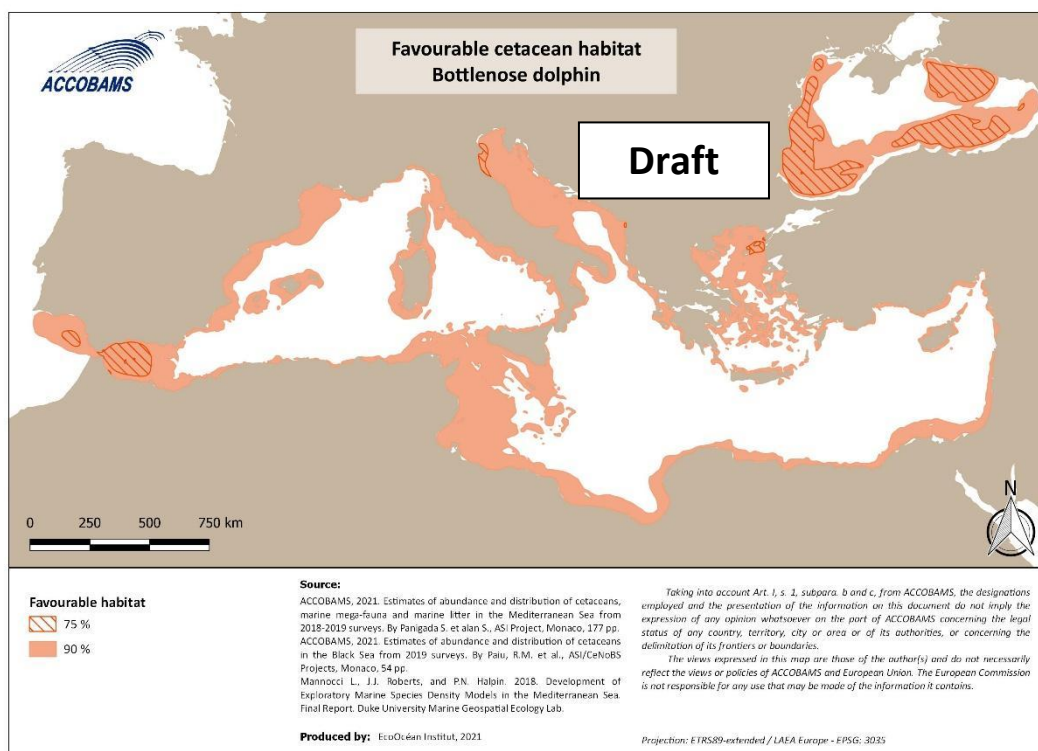 ACCOBAMS
Favourable cetacean habitat
Bottlenose dolphin
Draft
N
0 250 500 750 km
Favourable habitat
75 %
90 %
Source:
ACCOBAMS, 2021. Estimates of abundance and distribution of cetaceans,
marine mega-fauna and marine litter in the Mediterranean Sea from
2018-2019 surveys. By Panigada S. et alan S., ASI Project, Monaco, 177 pp.
ACCOBAMS, 2021. Estimates of abundance and distribution of cetaceans
in the Black Sea from 2019 surveys. By Paiu, R.M. et al., ASI/CeNoBS
Projects, Monaco, 54 pp.
Mannocci L., J.J. Roberts, and P.N. Halpin. 2018. Development of
Exploratory Marine Species Density Models in the Mediterranean Sea.
Final Report. Duke University Marine Geospatial Ecology Lab.
Produced by: EcoOcéan Institut, 2021
Taking into account Art. I, s. 1, subpara. b and c, from ACCOBAMS, the designations
employed and the presentation of the information on this document do not imply the
expression of any opinion whatsoever on the part of ACCOBAMS concerning the legal
status of any country, territory, city or area or of its authorities, or concerning the
delimitation of its frontiers or boundaries.
The views expressed in this map are those of the author(s) and do not necessarily
reflect the views or policies of ACCOBAMS and European Union. The European Commission
is not responsible for any use that may be made of the information it contains.
Projection: ETRS89-extended / LAEA Europe - EPSG: 3035